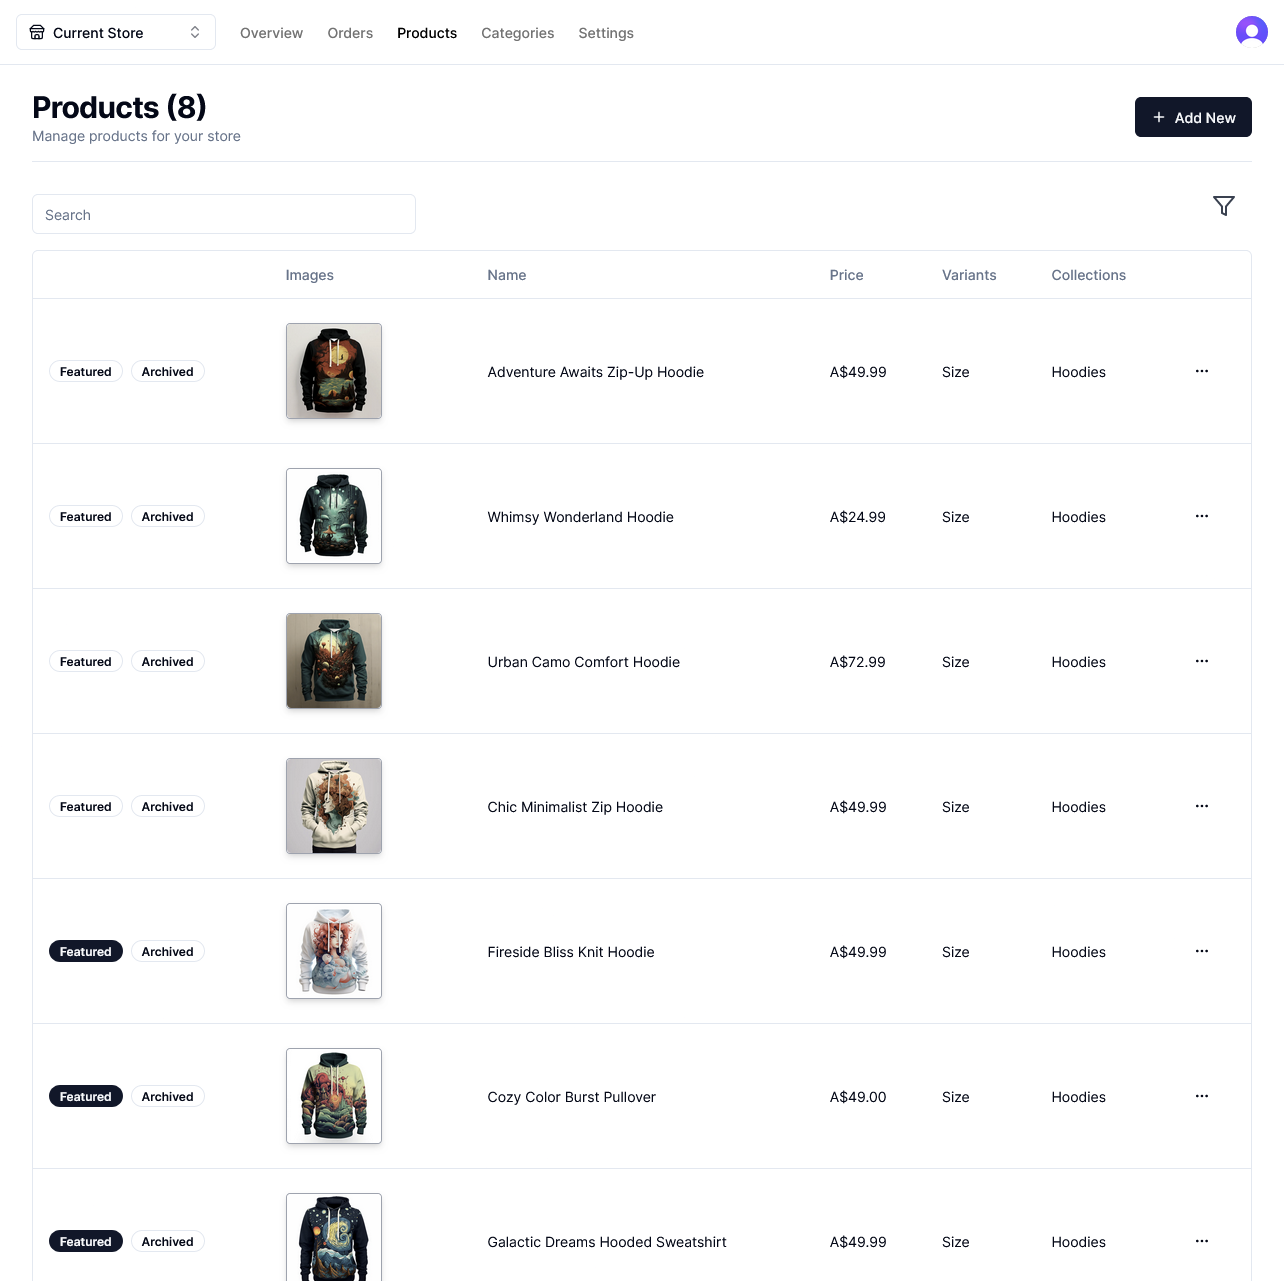 Current Store Overview Orders Products Categories Settings
Products (8)
Manage products for your store
+ Add New
Search
Images Name Price Variants Collections
Featured Archived Adventure Awaits Zip-Up Hoodie A$49.99 Size Hoodies ...
Featured Archived Whimsy Wonderland Hoodie A$24.99 Size Hoodies ...
Featured Archived Urban Camo Comfort Hoodie A$72.99 Size Hoodies ...
Featured Archived Chic Minimalist Zip Hoodie A$49.99 Size Hoodies ...
Featured Archived Fireside Bliss Knit Hoodie A$49.99 Size Hoodies ...
Featured Archived Cozy Color Burst Pullover A$49.00 Size Hoodies ...
Featured Archived Galactic Dreams Hooded Sweatshirt A$49.99 Size Hoodies ...